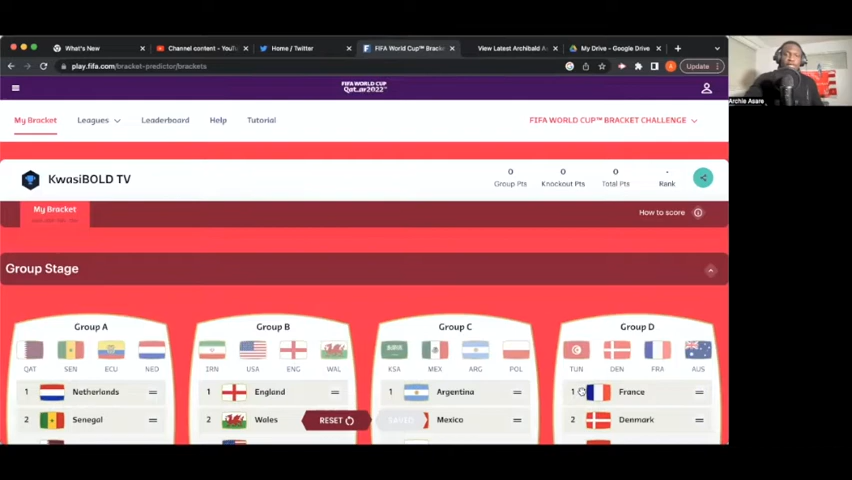 What's New
Channel content - YouTu
Home / Twitter
FIFA World Cup™ Brack
View Latest Archibald A
My Drive - Google Drive
play.fifa.com/bracket-predictor/brackets
Update
Archie Asare
FIFA WORLD CUP
Qatar2022
My Bracket
Leagues
Leaderboard
Help
Tutorial
FIFA WORLD CUP™ BRACKET CHALLENGE
KwasiBOLD TV
0
Group Pts
0
Knockout Pts
0
Total Pts
-
Rank
My Bracket
How to score
Group Stage
Group A
QAT SEN ECU NED
1 Netherlands
2 Senegal
Group B
IRN USA ENG WAL
1 England
2 Wales
Group C
KSA MEX ARG POL
1 Argentina
Mexico
Group D
TUN DEN FRA AUS
1 France
2 Denmark
RESET
SAVED